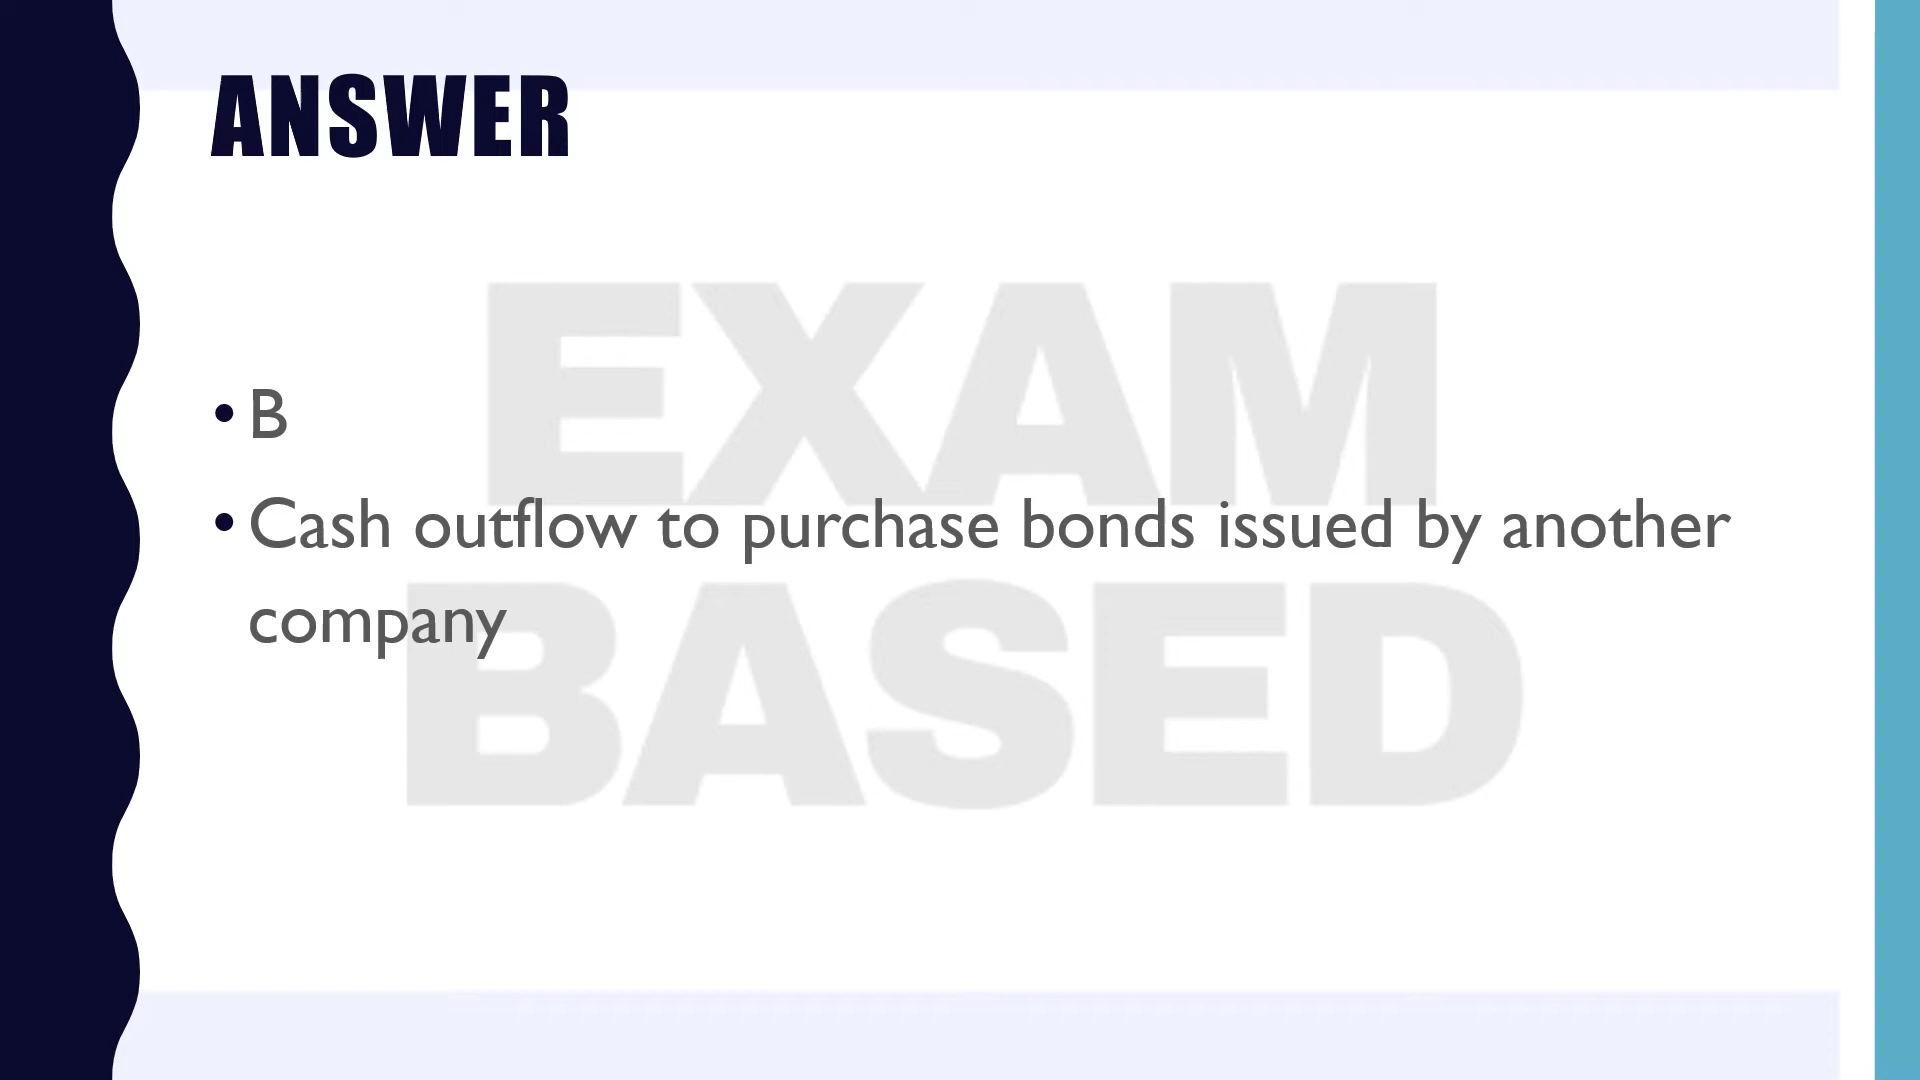 ANSWER
EXAM
• B
• Cash outflow to purchase bonds issued by another
company
BASED